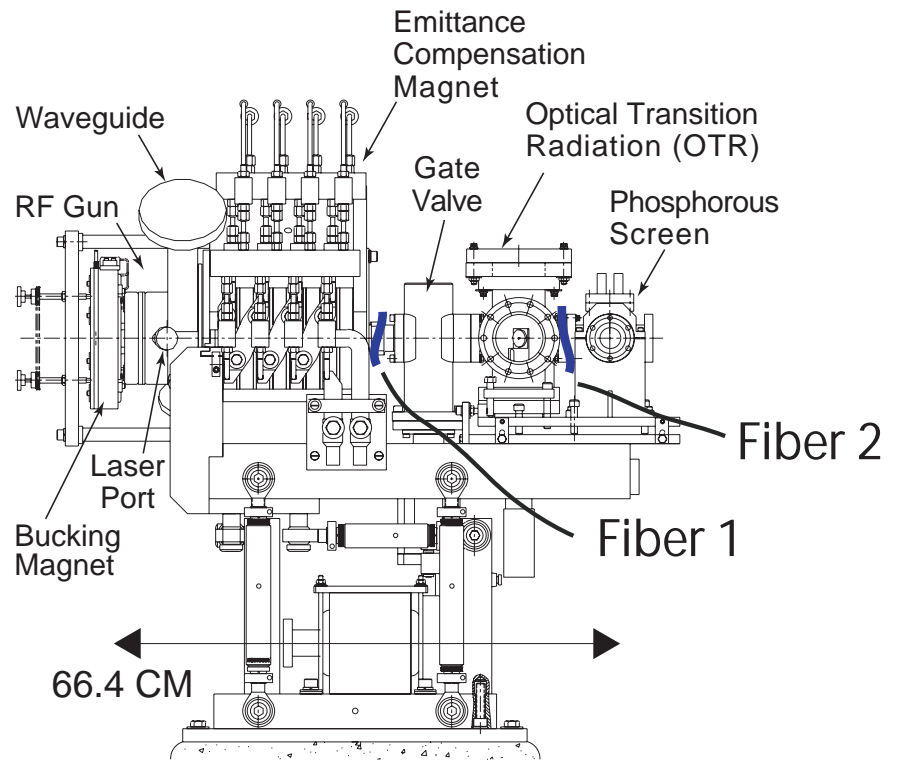 Emittance
Compensation
Magnet
Waveguide
Optical Transition
Radiation (OTR)
Gate
Valve
RF Gun
Phosphorous
Screen
Fiber 2
Laser
Port
Fiber 1
Bucking
Magnet
66.4 CM